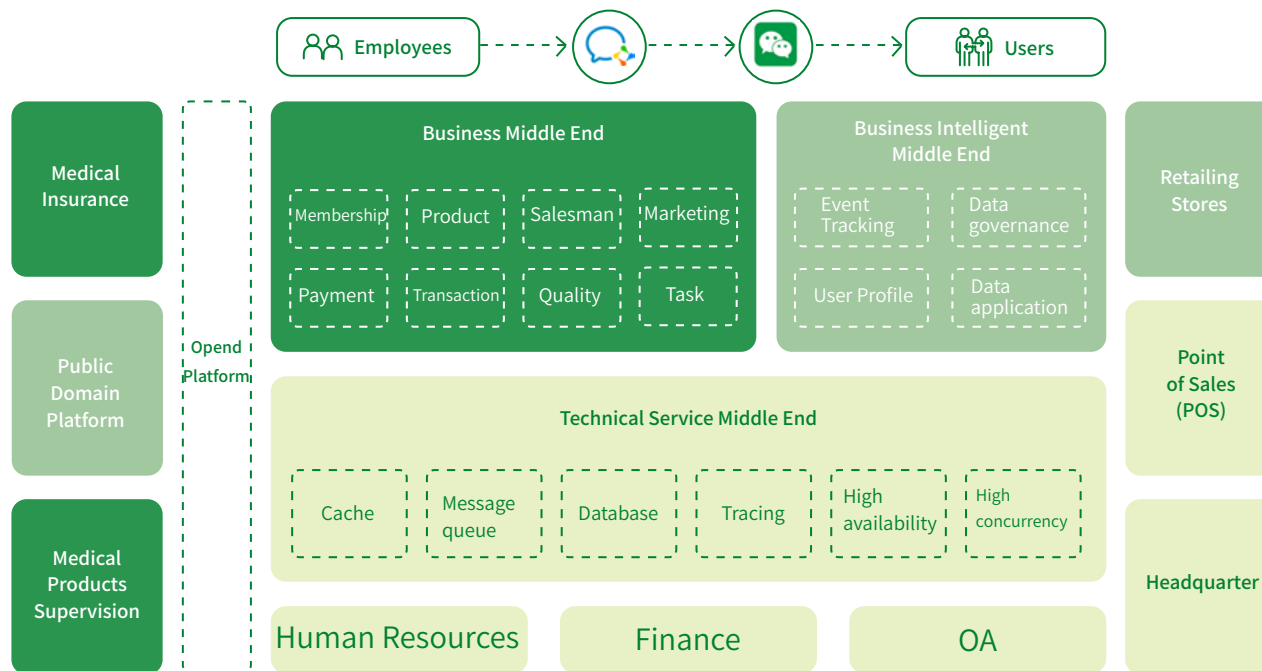 Employees
Users
Medical
Insurance
Public
Domain
Platform
Medical
Products
Supervision
Opend
Platform
Business Middle End
Membership
Product
Salesman
Marketing
Payment
Transaction
Quality
Task
Business Intelligent
Middle End
Event
Tracking
Data
governance
User Profile
Data
application
Technical Service Middle End
Cache
Message
queue
Database
Tracing
High
availability
High
concurrency
Human Resources
Finance
OA
Retailing
Stores
Point
of Sales
(POS)
Headquarter